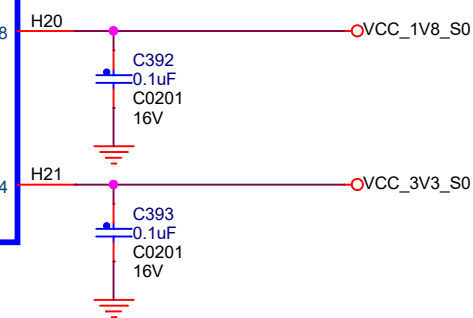 8 H20 VCC_1V8_S0
C392
0.1uF
C0201
16V
4 H21 VCC_3V3_S0
C393
0.1uF
C0201
16V